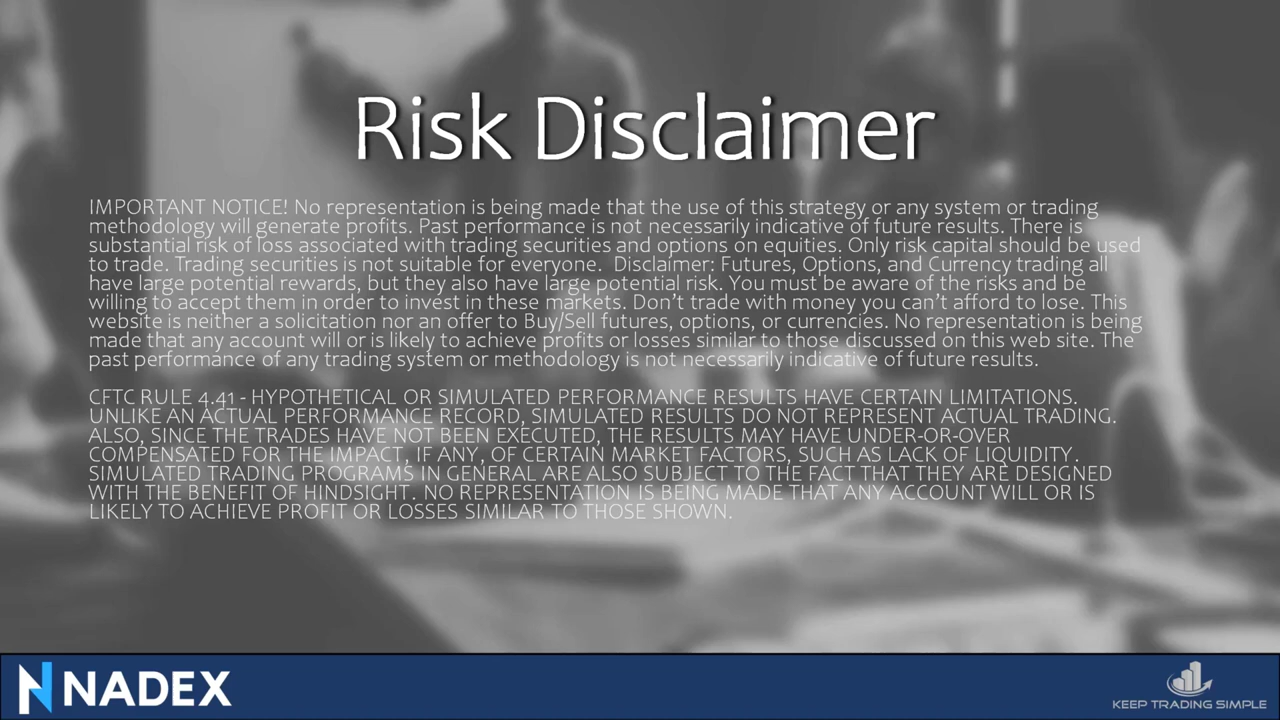 Risk Disclaimer
IMPORTANT NOTICE! No representation is being made that the use of this strategy or any system or trading
methodology will generate profits. Past performance is not necessarily indicative of future results. There is
substantial risk of loss associated with trading securities and options on equities. Only risk capital should be used
to trade. Trading securities is not suitable for everyone.  Disclaimer: Futures, Options, and Currency trading all
have large potential rewards, but they also have large potential risk. You must be aware of the risks and be
willing to accept them in order to invest in these markets. Don’t trade with money you can’t afford to lose. This
website is neither a solicitation nor an offer to Buy/Sell futures, options, or currencies. No representation is being
made that any account will or is likely to achieve profits or losses similar to those discussed on this web site. The
past performance of any trading system or methodology is not necessarily indicative of future results.
CFTC RULE 4.41 - HYPOTHETICAL OR SIMULATED PERFORMANCE RESULTS HAVE CERTAIN LIMITATIONS.
UNLIKE AN ACTUAL PERFORMANCE RECORD, SIMULATED RESULTS DO NOT REPRESENT ACTUAL TRADING.
ALSO, SINCE THE TRADES HAVE NOT BEEN EXECUTED, THE RESULTS MAY HAVE UNDER-OR-OVER
COMPENSATED FOR THE IMPACT, IF ANY, OF CERTAIN MARKET FACTORS, SUCH AS LACK OF LIQUIDITY.
SIMULATED TRADING PROGRAMS IN GENERAL ARE ALSO SUBJECT TO THE FACT THAT THEY ARE DESIGNED
WITH THE BENEFIT OF HINDSIGHT. NO REPRESENTATION IS BEING MADE THAT ANY ACCOUNT WILL OR IS
LIKELY TO ACHIEVE PROFIT OR LOSSES SIMILAR TO THOSE SHOWN.
NADEX
KEEP TRADING SIMPLE